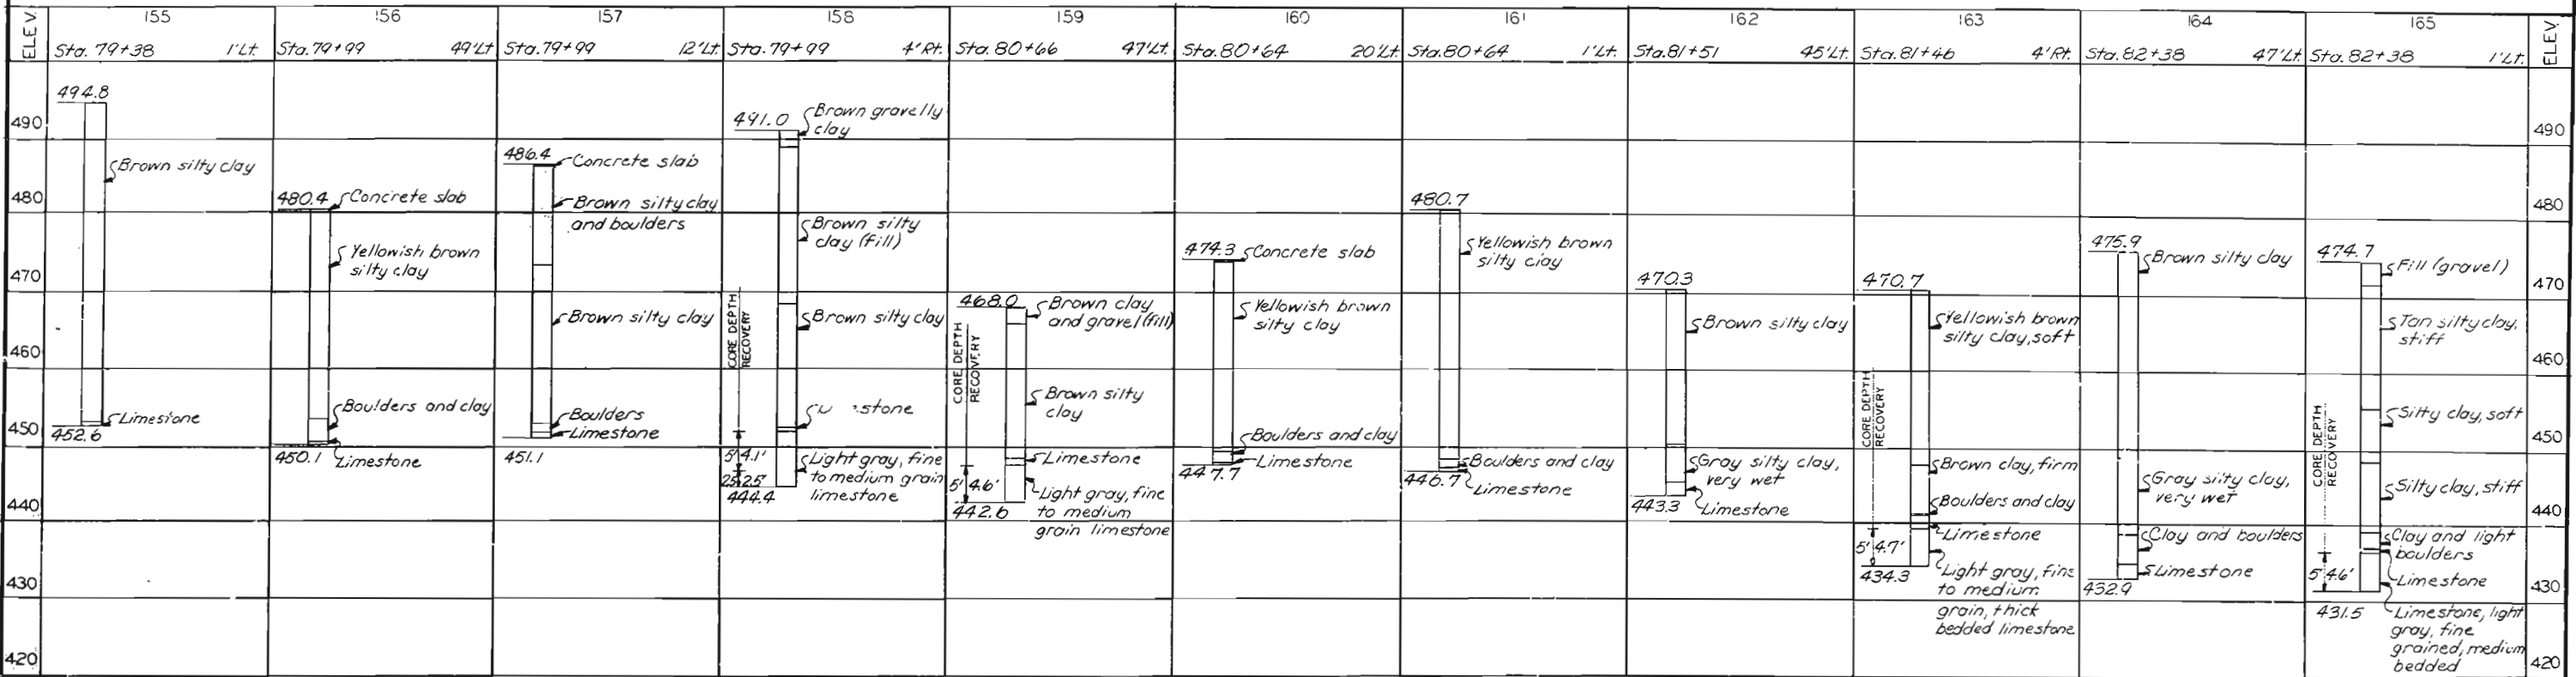 ELEV.
155
Sta. 79+38 1'Lt.
494.8
Brown silty clay
Limestone
452.6
156
Sta. 79+99 49'Lt
480.4
Concrete slab
Yellowish brown
silty clay
Boulders and clay
450.1
Limestone
157
Sta. 79+99 12'Lt.
486.4
Concrete slab
Brown silty clay
and boulders
Brown silty clay
Boulders
Limestone
451.1
158
Sta. 79+99 4'Rt.
491.0
Brown gravelly
clay
Brown silty
clay (fill)
Brown silty clay
CORE DEPTH
RECOVERY
5' 4.1'
2.5' 2.5'
444.4
Light gray, fine
to medium grain
limestone
159
Sta. 80+66 47'Lt
468.0
Brown clay
and gravel (fill)
CORE DEPTH
RECOVERY
Brown silty
clay
Limestone
5' 4.6'
442.6
Light gray, fine
to medium
grain limestone
160
Sta. 80+64 20'Lt.
474.3
Concrete slab
Yellowish brown
silty clay
Boulders and clay
Limestone
447.7
161
Sta. 80+64 1'Lt.
480.7
Yellowish brown
silty clay
Boulders and clay
446.7
Limestone
162
Sta. 81+51 45'Lt.
470.3
Brown silty clay
Gray silty clay,
very wet
443.3
Limestone
163
Sta. 81+46 4'Rt.
470.7
Yellowish brown
silty clay, soft
CORE DEPTH
RECOVERY
Brown clay, firm
Boulders and clay
Limestone
5' 4.7'
434.3
Light gray, fine
to medium
grain, thick
bedded limestone
164
Sta. 82+38 47'Lt.
475.9
Brown silty clay
Gray silty clay,
very wet
Clay and boulders
Limestone
432.9
165
Sta. 82+38 1'Lt.
474.7
Fill (gravel)
Tan silty clay,
stiff
Silty clay, soft
CORE DEPTH
RECOVERY
Silty clay, stiff
Clay and light
boulders
Limestone
5' 4.6'
431.5
Limestone, light
gray, fine
grained, medium
bedded
ELEV.
490
480
470
460
450
440
430
420
490
480
470
460
450
440
430
420